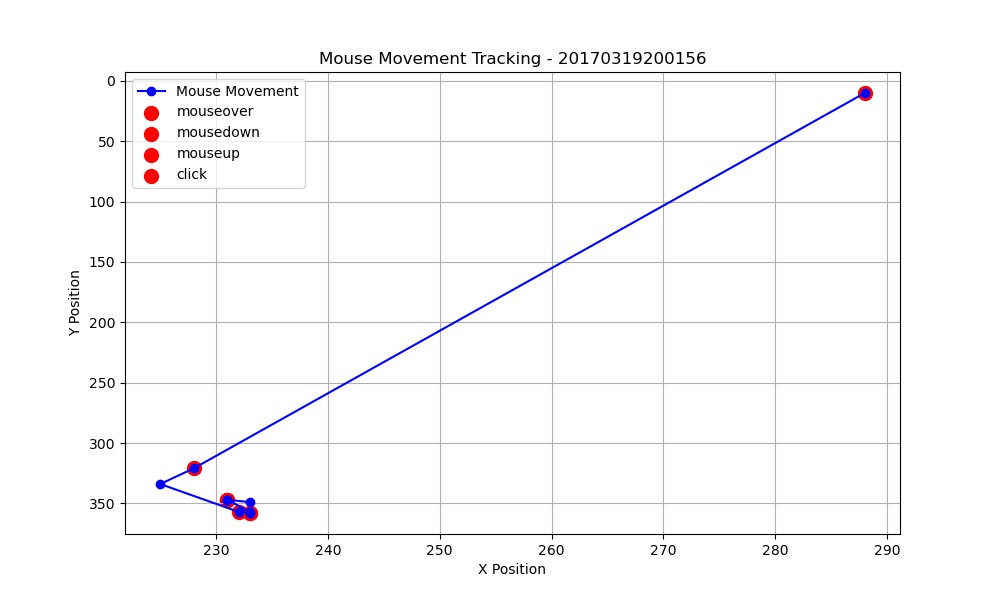 Mouse Movement Tracking - 20170319200156
Mouse Movement
mouseover
mousedown
mouseup
click
Y Position
0
50
100
150
200
250
300
350
230 240 250 260 270 280 290
X Position